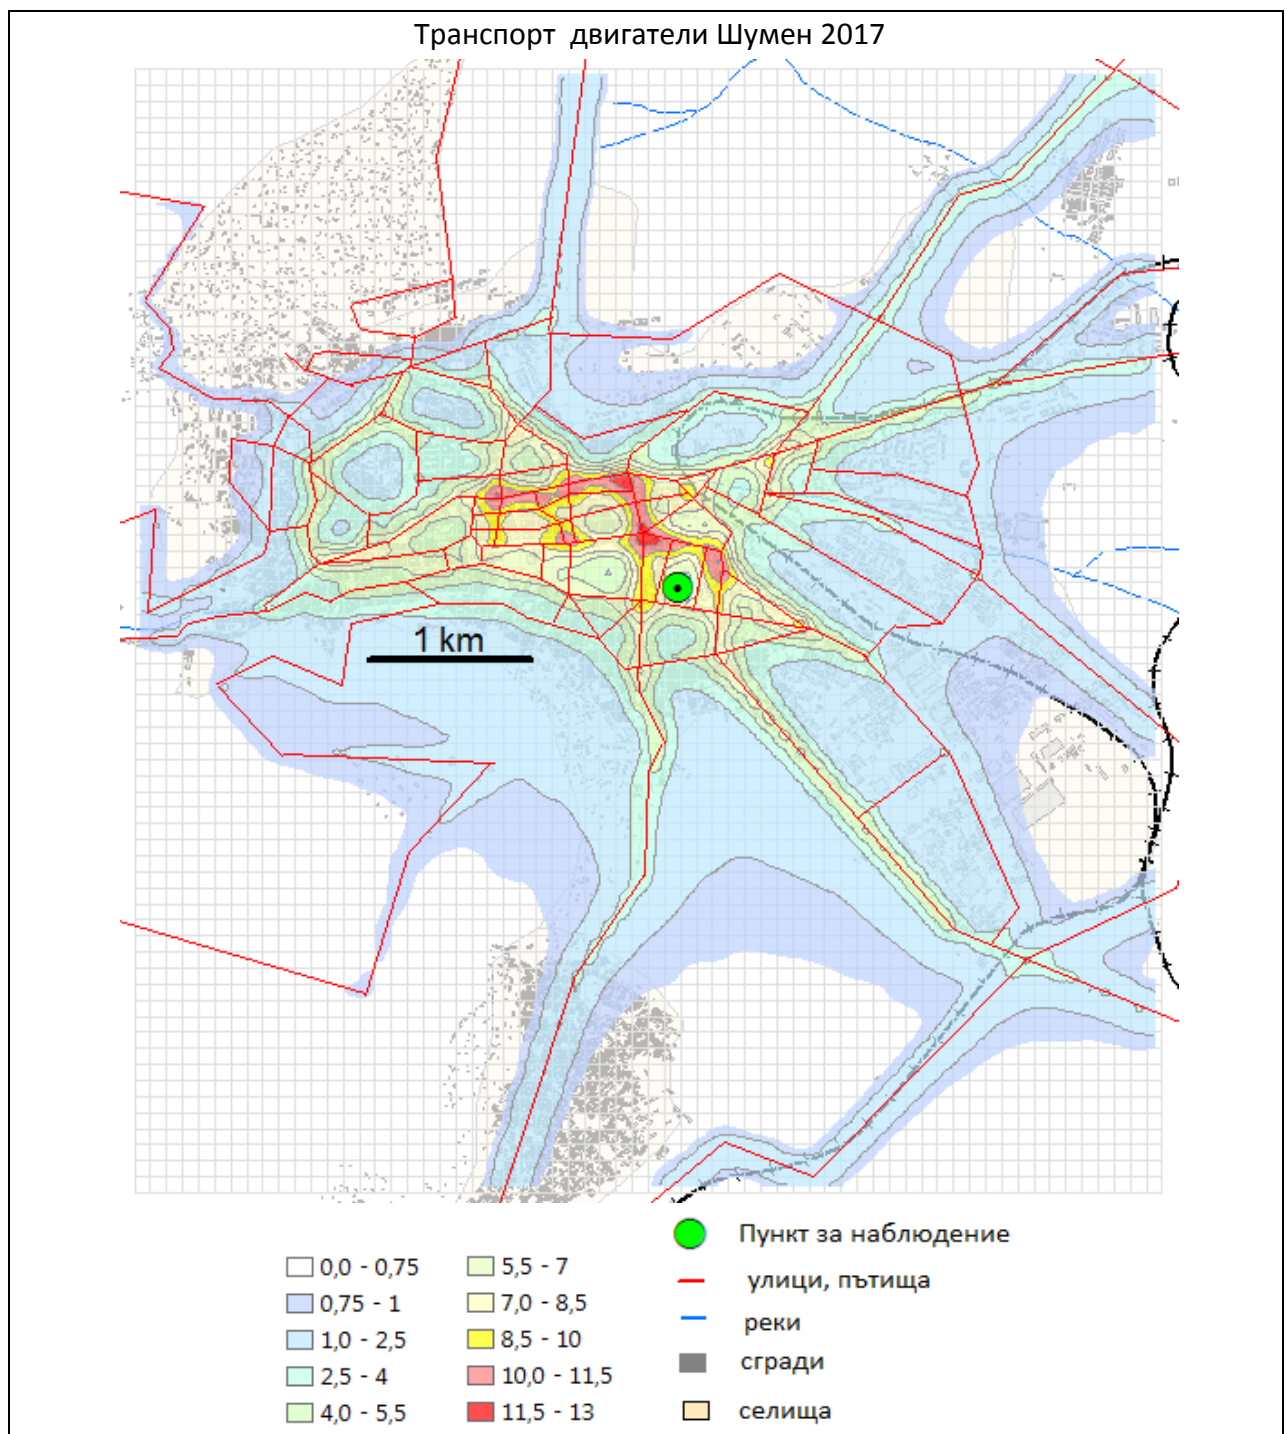 Транспорт двигатели Шумен 2017
1 km
0,0 - 0,75
0,75 - 1
1,0 - 2,5
2,5 - 4
4,0 - 5,5
5,5 - 7
7,0 - 8,5
8,5 - 10
10,0 - 11,5
11,5 - 13
Пункт за наблюдение
улици, пътища
реки
сгради
селища